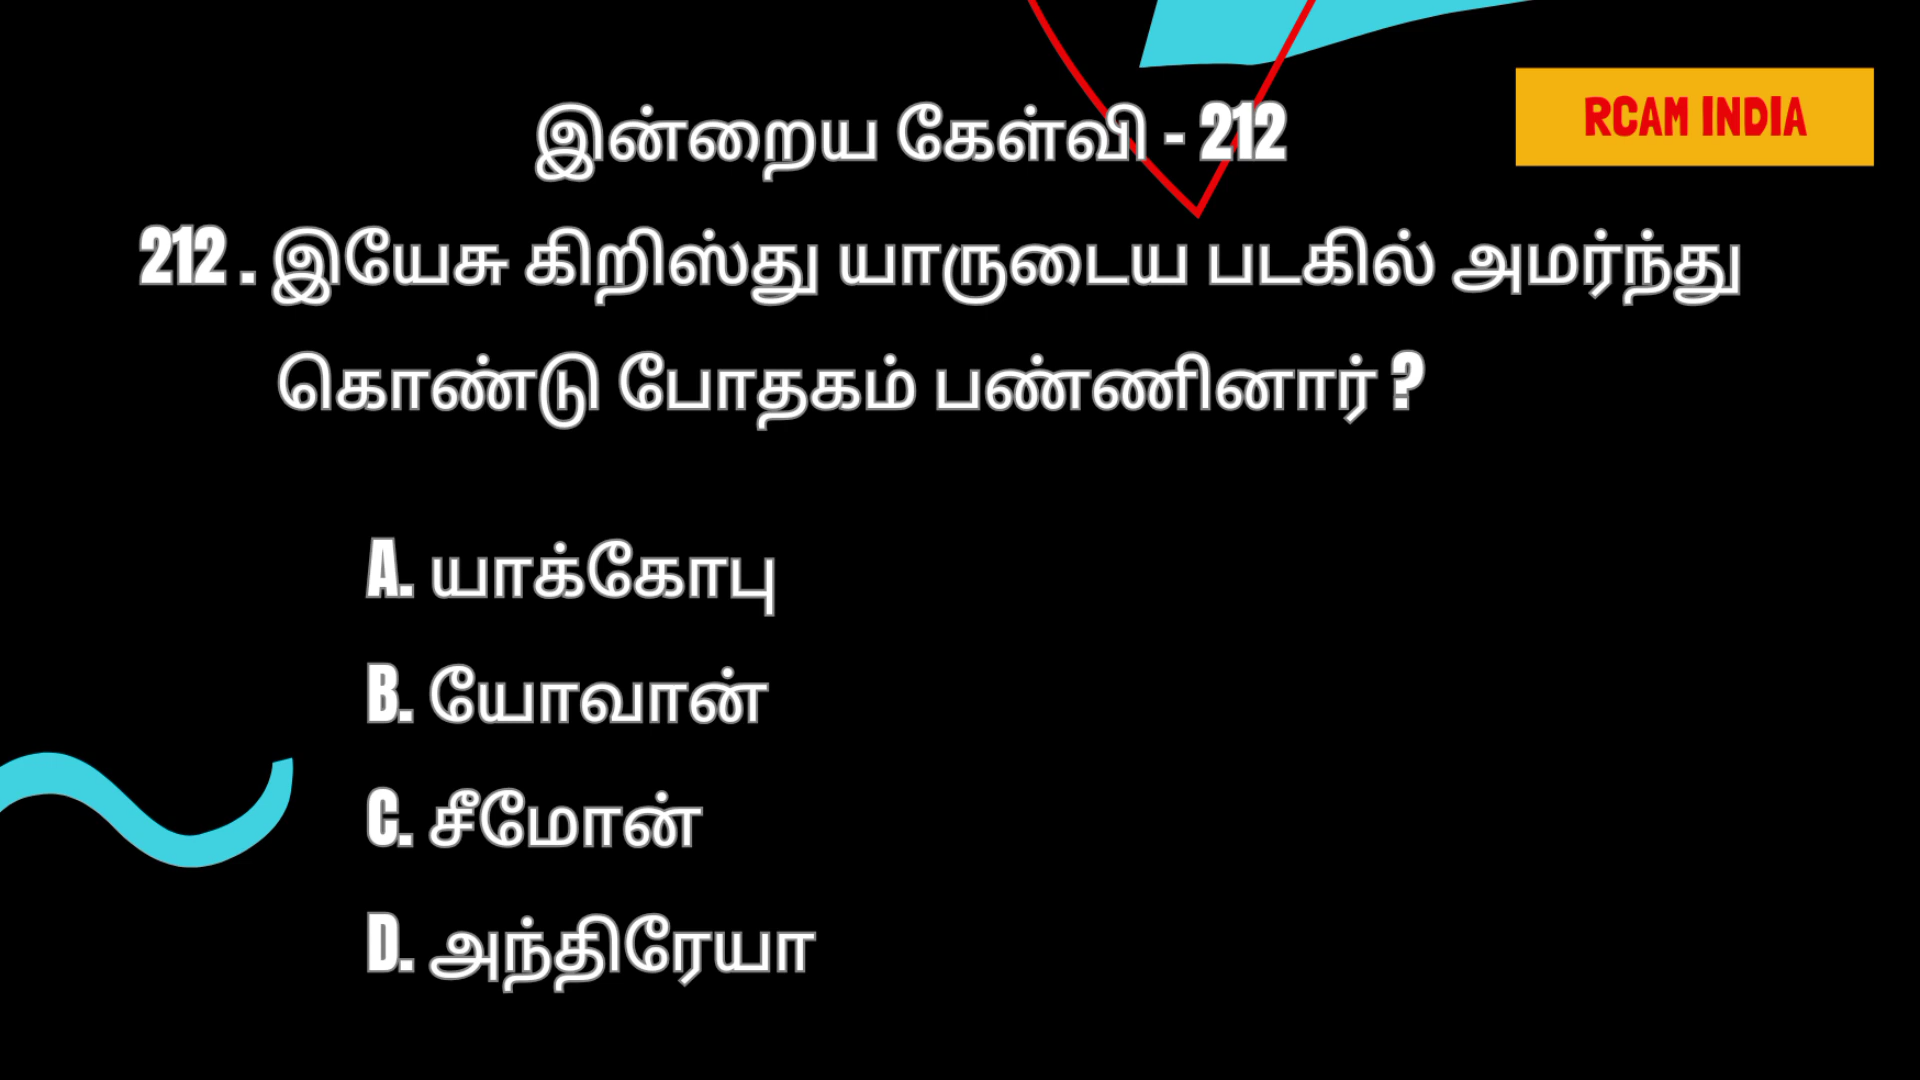 இன்றைய கேள்வி - 212
RCAM INDIA
212 . இயேசு கிறிஸ்து யாருடைய படகில் அமர்ந்து
கொண்டு போதகம் பண்ணினார் ?
A. யாக்கோபு
B. யோவான்
C. சீமோன்
D. அந்திரேயா